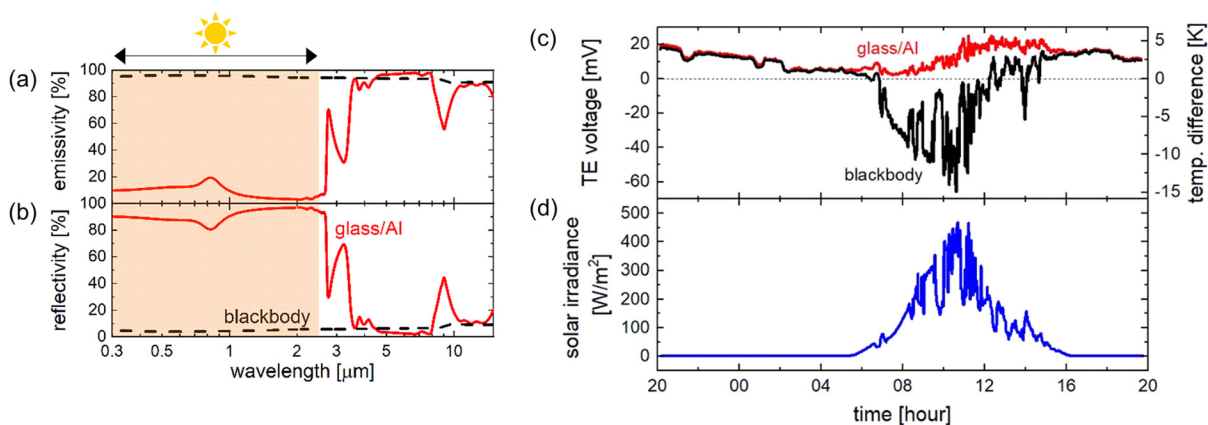 (a)
100
80
60
40
20
emissivity [%]
(b)
100
80
60
40
20
0
reflectivity [%]
glass/Al
blackbody
0.3
0.5
1
2
3
5
10
wavelength [μm]
(c)
20
0
-20
-40
-60
TE voltage [mV]
glass/Al
blackbody
5
0
-5
-10
-15
temp. difference [K]
(d)
500
400
300
200
100
0
solar irradiance
[W/m²]
20
00
04
08
12
16
20
time [hour]